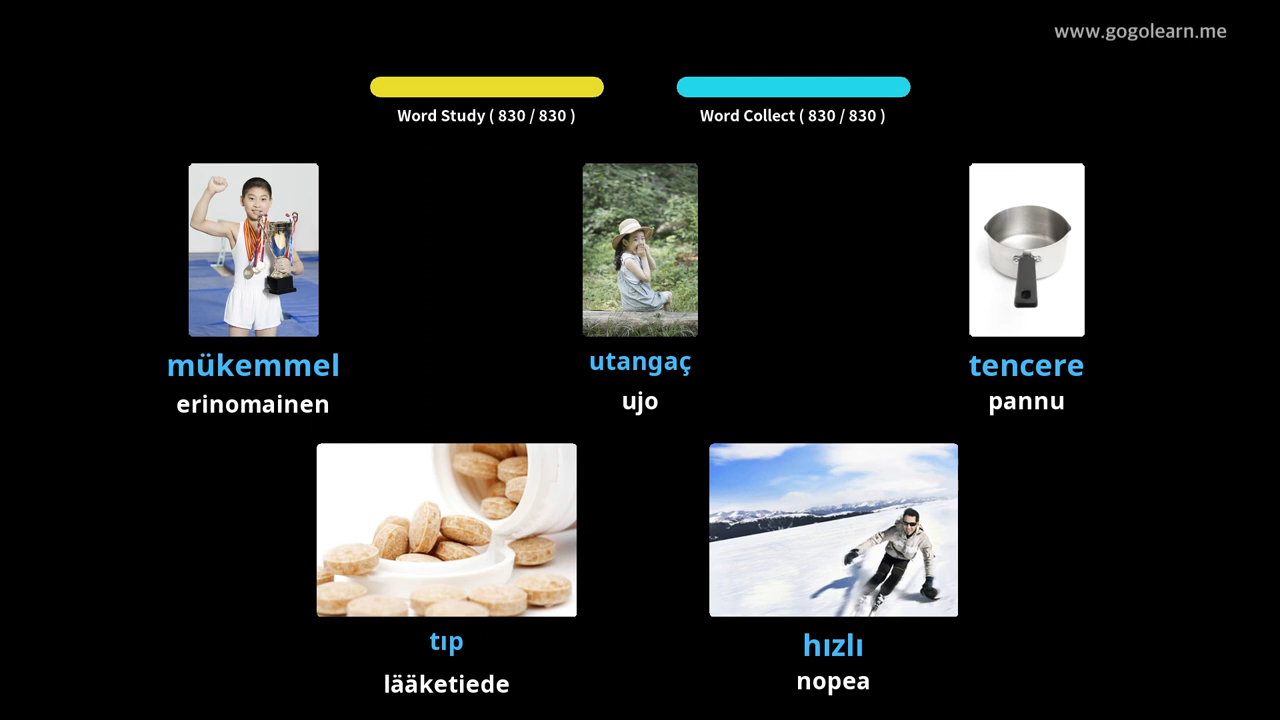 www.gogolearn.me
Word Study ( 830 / 830 )
Word Collect ( 830 / 830 )
mükemmel
erinomainen
utangaç
ujo
tencere
pannu
tıp
lääketiede
hızlı
nopea